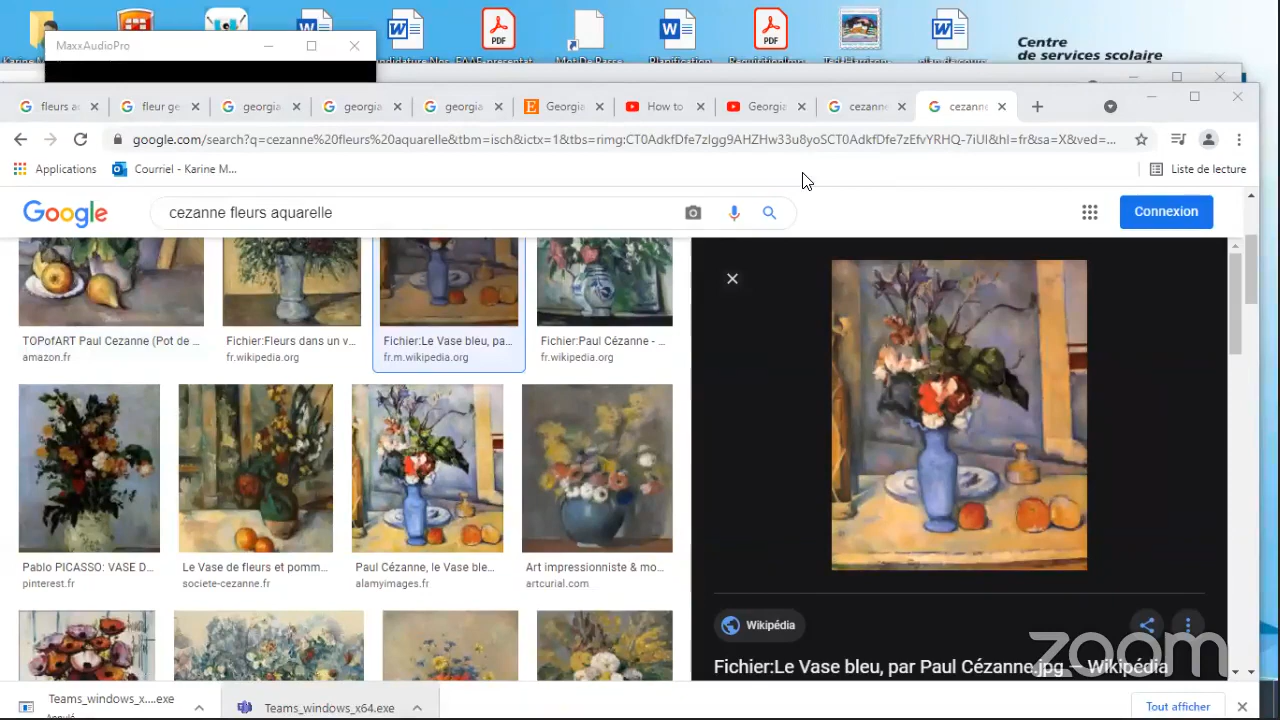 PDF
PDF
Centre
de services scolaire
MaxxAudioPro
fleurs a
fleur ge
georgia
georgia
georgia
Georgia
How to
Georgia
cezanne
cezanne
google.com/search?q=cezanne%20fleurs%20aquarelle&tbm=isch&ictx=1&tbs=rimg:CT0AdkfDfe7zIgg9AHZHw33u8yoSCT0AdkfDfe7zEfvYRHQ-7iUI&hl=fr&sa=X&ved=...
Applications
Courriel - Karine M...
Liste de lecture
Google
cezanne fleurs aquarelle
Connexion
TOPofART Paul Cezanne (Pot de ...
amazon.fr
Fichier:Fleurs dans un v...
fr.wikipedia.org
Fichier:Le Vase bleu, pa...
fr.m.wikipedia.org
Fichier:Paul Cézanne - ...
fr.wikipedia.org
Pablo PICASSO: VASE D...
pinterest.fr
Le Vase de fleurs et pomm...
societe-cezanne.fr
Paul Cézanne, le Vase ble...
alamyimages.fr
Art impressionniste & mo...
artcurial.com
Wikipédia
Fichier:Le Vase bleu, par Paul Cézanne.jpg — Wikipédia
zoom
Teams_windows_x....exe
Teams_windows_x64.exe
Tout afficher